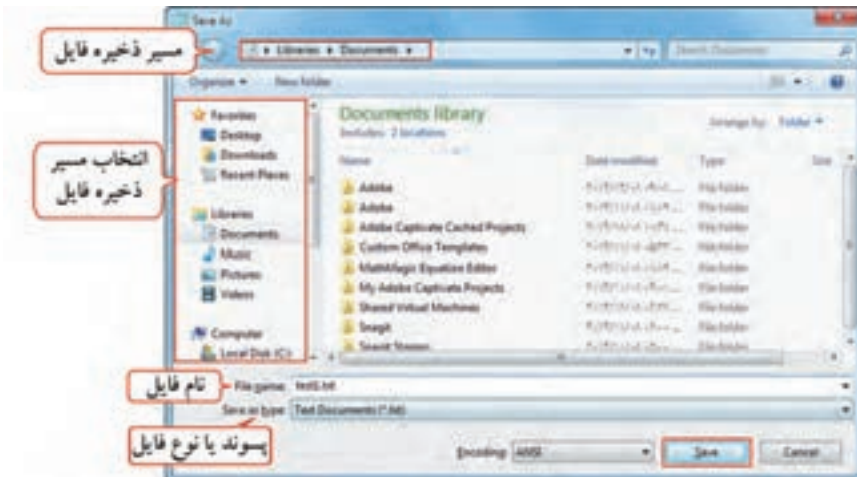 Save As
مسیر ذخیره فایل
Libraries ▸ Documents ▸
Search Documents
Organize
New folder
انتخاب مسیر
ذخیره فایل
Favorites
Desktop
Downloads
Recent Places
Libraries
Documents
Music
Pictures
Videos
Computer
Local Disk (C:)
Documents library
Includes: 2 locations
Arrange by: Folder
Name Date modified Type Size
Adobe File folder
Adobe File folder
Adobe Captivate Cached Projects File folder
Custom Office Templates File folder
MathMagic Equation Editor File folder
My Adobe Captivate Projects File folder
Shared Virtual Machines File folder
Snagit File folder
Snagit Stamps File folder
نام فایل
File name:
Save as type: Text Documents (*.txt)
پسوند یا نوع فایل
Encoding: ANSI
Save
Cancel